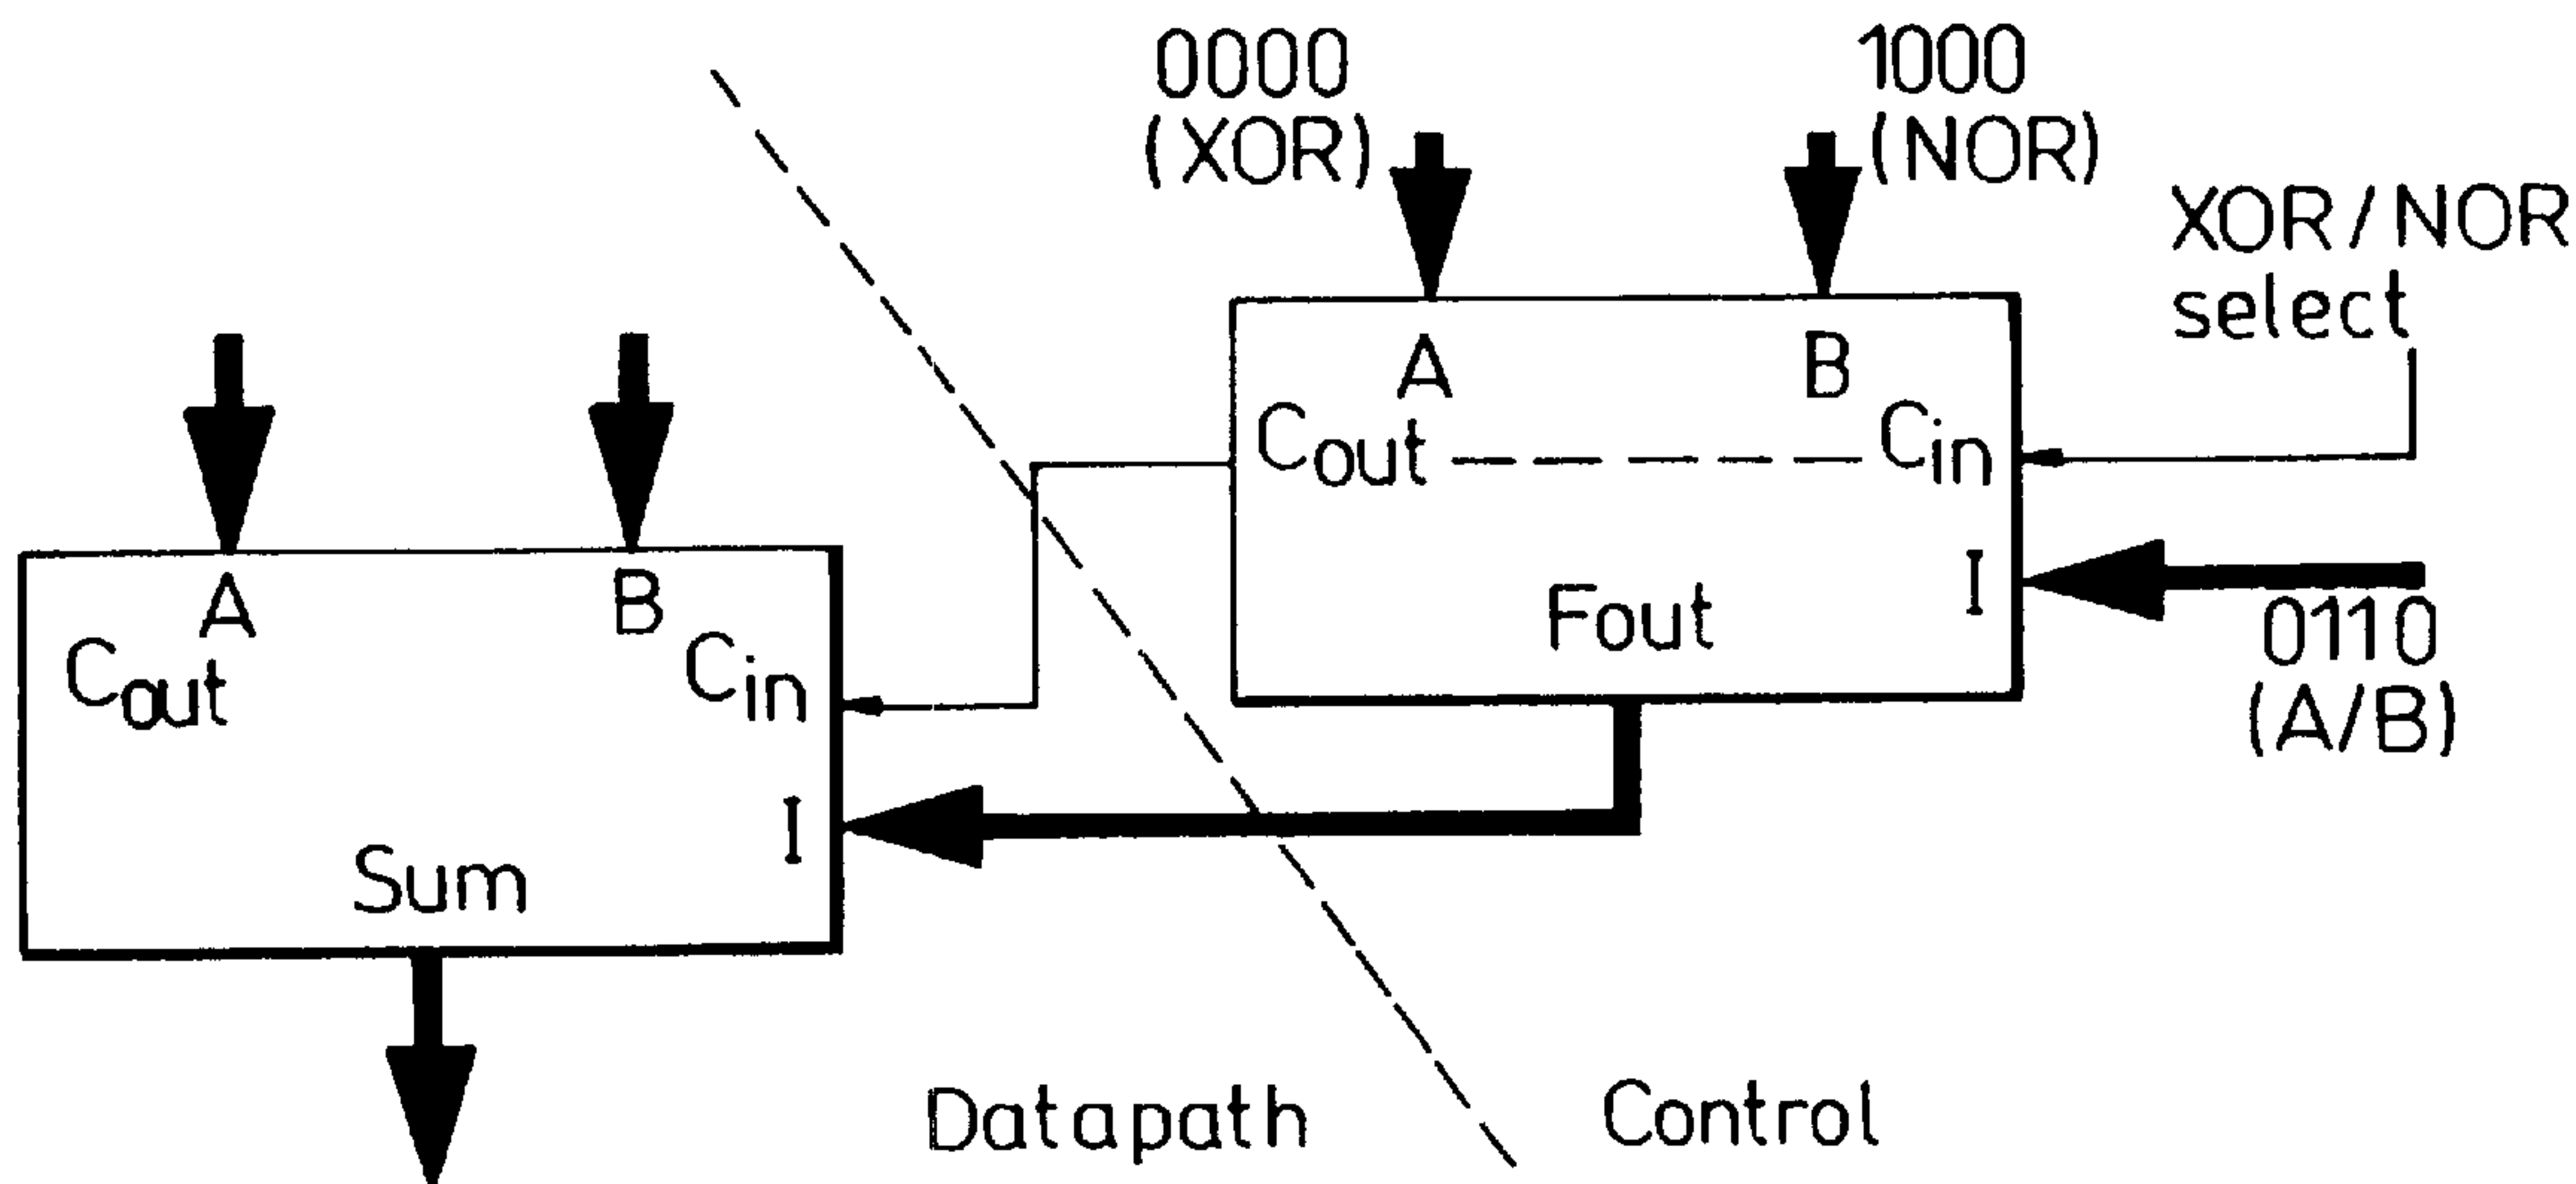 0000
(XOR)
1000
(NOR)
XOR/NOR
select
A
B
Cout
Cin
I
Fout
0110
(A/B)
A
B
Cout
Cin
I
Sum
Datapath
Control